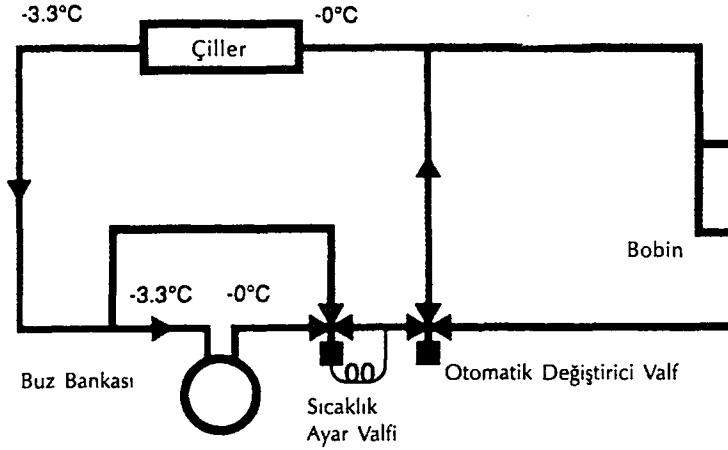 -3.3°C
-0°C
Çiller
Bobin
-3.3°C
-0°C
Buz Bankası
Otomatik Değiştirici Valf
Sıcaklık
Ayar Valfi